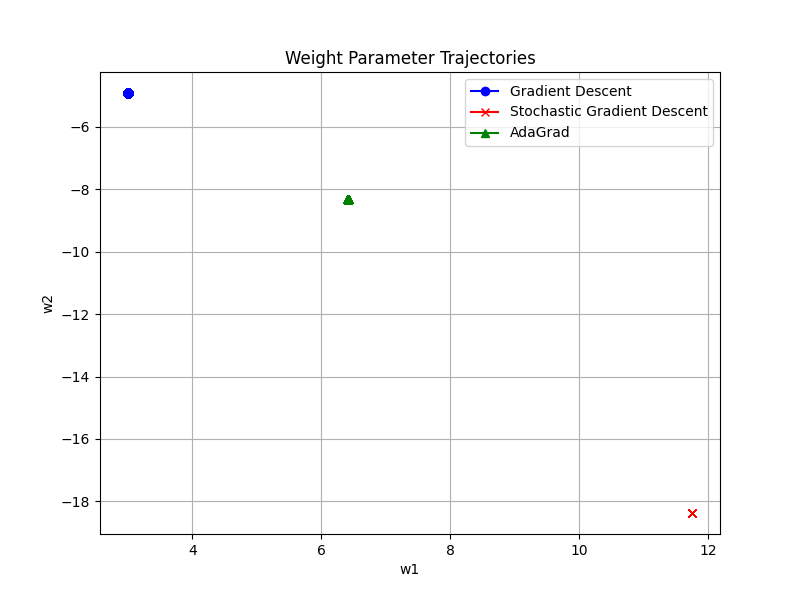 Weight Parameter Trajectories
Gradient Descent
Stochastic Gradient Descent
AdaGrad
−6
−8
−10
−12
−14
−16
−18
w2
4
6
8
10
12
w1